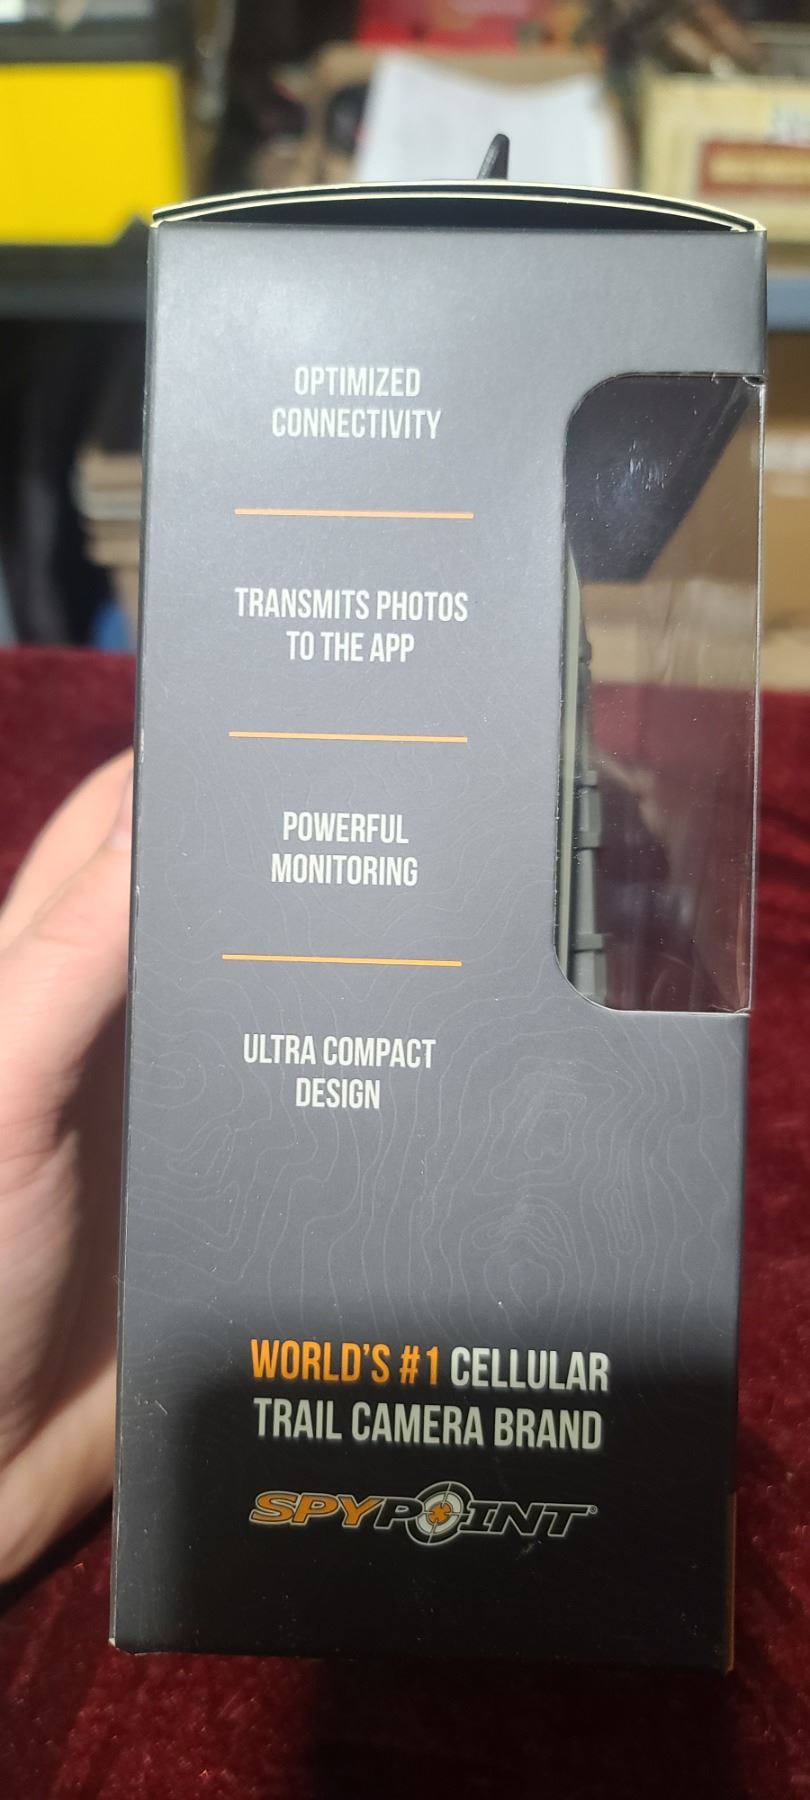 OPTIMIZED
CONNECTIVITY
TRANSMITS PHOTOS
TO THE APP
POWERFUL
MONITORING
ULTRA COMPACT
DESIGN
WORLD'S #1 CELLULAR
TRAIL CAMERA BRAND
SPYPOINT®